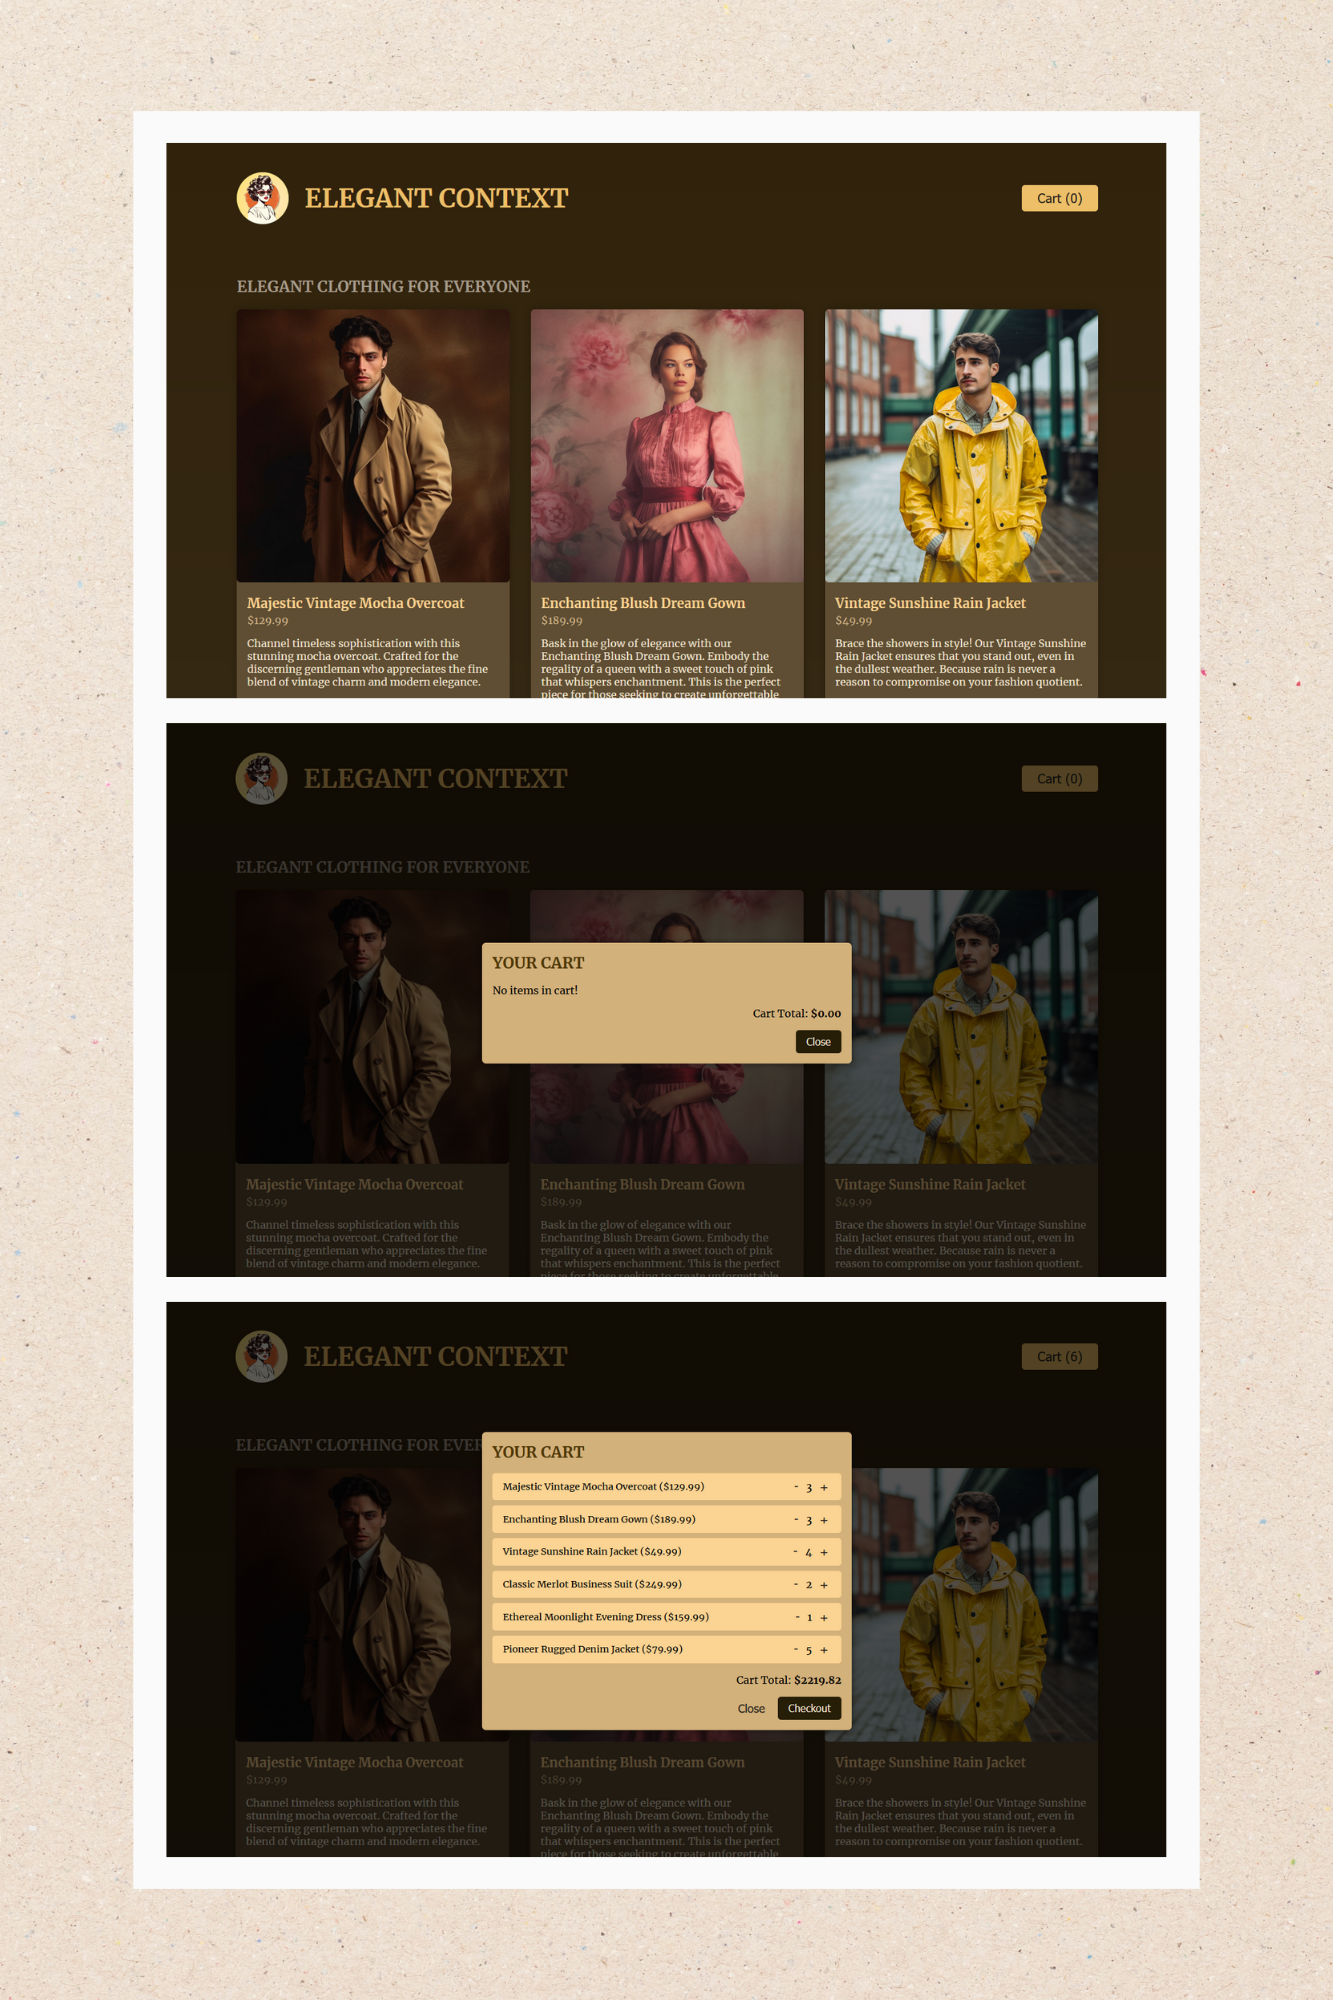 ELEGANT CONTEXT
Cart (0)
ELEGANT CLOTHING FOR EVERYONE
Majestic Vintage Mocha Overcoat
$129.99
Channel timeless sophistication with this
stunning mocha overcoat. Crafted for the
discerning gentleman who appreciates the fine
blend of vintage charm and modern elegance.
Enchanting Blush Dream Gown
$189.99
Bask in the glow of elegance with our
Enchanting Blush Dream Gown. Embody the
regality of a queen with a sweet touch of pink
that whispers enchantment. This is the perfect
piece for those seeking to create unforgettable
Vintage Sunshine Rain Jacket
$49.99
Brace the showers in style! Our Vintage Sunshine
Rain Jacket ensures that you stand out, even in
the dullest weather. Because rain is never a
reason to compromise on your fashion quotient.
ELEGANT CONTEXT
Cart (0)
ELEGANT CLOTHING FOR EVERYONE
YOUR CART
No items in cart!
Cart Total: $0.00
Close
Majestic Vintage Mocha Overcoat
$129.99
Channel timeless sophistication with this
stunning mocha overcoat. Crafted for the
discerning gentleman who appreciates the fine
blend of vintage charm and modern elegance.
Enchanting Blush Dream Gown
$189.99
Bask in the glow of elegance with our
Enchanting Blush Dream Gown. Embody the
regality of a queen with a sweet touch of pink
that whispers enchantment. This is the perfect
piece for those seeking to create unforgettable
Vintage Sunshine Rain Jacket
$49.99
Brace the showers in style! Our Vintage Sunshine
Rain Jacket ensures that you stand out, even in
the dullest weather. Because rain is never a
reason to compromise on your fashion quotient.
ELEGANT CONTEXT
Cart (6)
ELEGANT CLOTHING FOR EVER
YOUR CART
Majestic Vintage Mocha Overcoat ($129.99) - 3 +
Enchanting Blush Dream Gown ($189.99) - 3 +
Vintage Sunshine Rain Jacket ($49.99) - 4 +
Classic Merlot Business Suit ($249.99) - 2 +
Ethereal Moonlight Evening Dress ($159.99) - 1 +
Pioneer Rugged Denim Jacket ($79.99) - 5 +
Cart Total: $2219.82
Close Checkout
Majestic Vintage Mocha Overcoat
$129.99
Channel timeless sophistication with this
stunning mocha overcoat. Crafted for the
discerning gentleman who appreciates the fine
blend of vintage charm and modern elegance.
Enchanting Blush Dream Gown
$189.99
Bask in the glow of elegance with our
Enchanting Blush Dream Gown. Embody the
regality of a queen with a sweet touch of pink
that whispers enchantment. This is the perfect
piece for those seeking to create unforgettable
Vintage Sunshine Rain Jacket
$49.99
Brace the showers in style! Our Vintage Sunshine
Rain Jacket ensures that you stand out, even in
the dullest weather. Because rain is never a
reason to compromise on your fashion quotient.